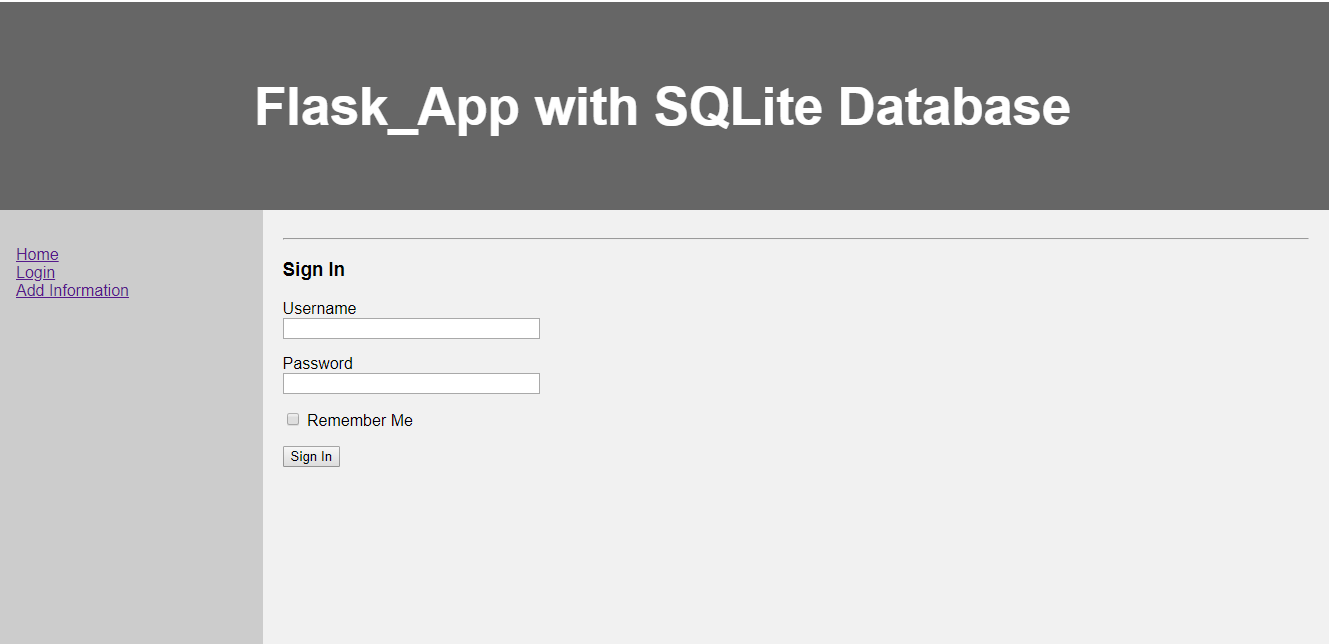 Flask_App with SQLite Database
Home
Login
Add Information
Sign In
Username
Password
Remember Me
Sign In